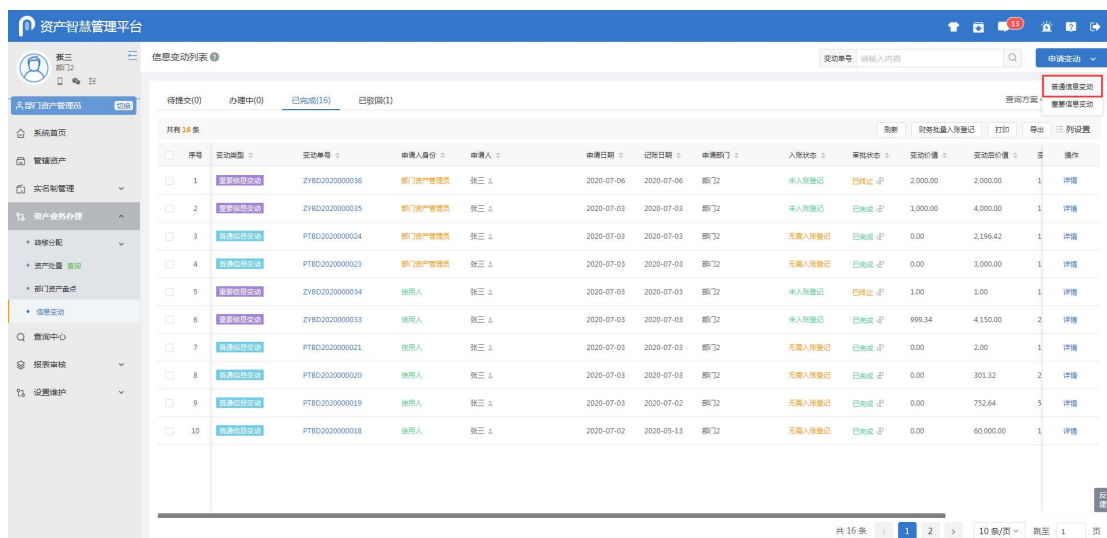 资产智慧管理平台
13
张三
部门2
部门资产管理员 切换
系统首页
管辖资产
实名制管理
资产业务办理
转移分配
资产处置 查询
部门资产盘点
信息变动
查询中心
报表审核
设置维护
信息变动列表
变动单号 请输入内容
申请变动
普通信息变动
重要信息变动
待提交(0) 办理中(0) 已完成(16) 已驳回(1) 查询方案
共有 16 条 刷新 财务批量入账登记 打印 导出 列设置
序号 变动类型 变动单号 申请人身份 申请人 申请日期 记账日期 申请部门 入账状态 审批状态 变动价值 变动后价值 操作
1 重要信息变动 ZYBD2020000036 部门资产管理员 张三 2020-07-06 2020-07-06 部门2 未入账登记 已终止 2,000.00 2,000.00 1 详情
2 重要信息变动 ZYBD2020000035 部门资产管理员 张三 2020-07-03 2020-07-03 部门2 未入账登记 已完成 1,000.00 4,000.00 1 详情
3 普通信息变动 PTBD2020000024 部门资产管理员 张三 2020-07-03 2020-07-03 部门2 无需入账登记 已完成 0.00 2,196.42 1 详情
4 普通信息变动 PTBD2020000023 部门资产管理员 张三 2020-07-03 2020-07-03 部门2 无需入账登记 已完成 0.00 3,000.00 1 详情
5 重要信息变动 ZYBD2020000034 使用人 张三 2020-07-03 2020-07-03 部门2 未入账登记 已终止 1.00 1.00 1 详情
6 重要信息变动 ZYBD2020000033 使用人 张三 2020-07-03 2020-07-03 部门2 未入账登记 已完成 999.34 4,150.00 2 详情
7 普通信息变动 PTBD2020000021 使用人 张三 2020-07-03 2020-07-03 部门2 无需入账登记 已完成 0.00 2.00 1 详情
8 普通信息变动 PTBD2020000020 使用人 张三 2020-07-03 2020-07-03 部门2 无需入账登记 已完成 0.00 301.32 2 详情
9 普通信息变动 PTBD2020000019 使用人 张三 2020-07-03 2020-07-02 部门2 无需入账登记 已完成 0.00 752.64 5 详情
10 普通信息变动 PTBD2020000018 使用人 张三 2020-07-02 2020-05-13 部门2 无需入账登记 已完成 0.00 60,000.00 1 详情
反
建
共 16 条 < 1 2 > 10 条/页 跳至 1 页